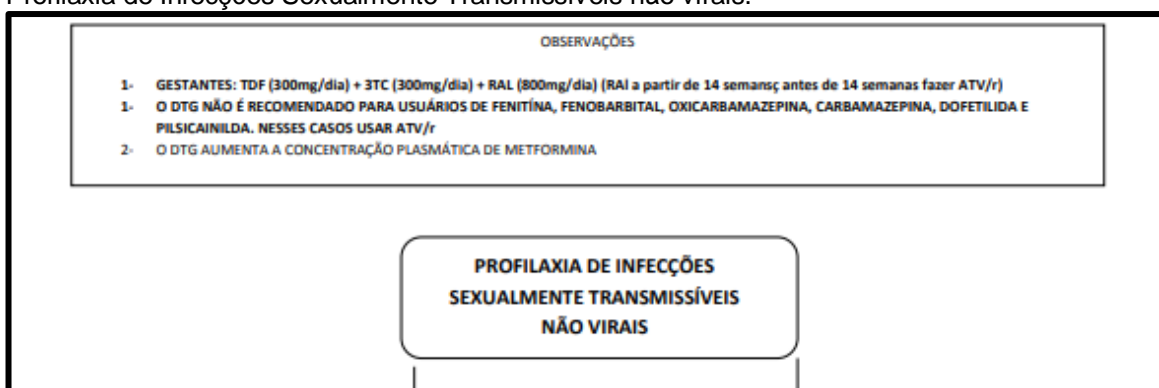 Profilaxia de Infecções Sexualmente Transmissíveis não virais.
OBSERVAÇÕES
1- GESTANTES: TDF (300mg/dia) + 3TC (300mg/dia) + RAL (800mg/dia) (RAl a partir de 14 semansç antes de 14 semanas fazer ATV/r)
1- O DTG NÃO É RECOMENDADO PARA USUÁRIOS DE FENITÍNA, FENOBARBITAL, OXICARBAMAZEPINA, CARBAMAZEPINA, DOFETILIDA E
PILSICAINILDA. NESSES CASOS USAR ATV/r
2- O DTG AUMENTA A CONCENTRAÇÃO PLASMÁTICA DE METFORMINA
PROFILAXIA DE INFECÇÕES
SEXUALMENTE TRANSMISSÍVEIS
NÃO VIRAIS